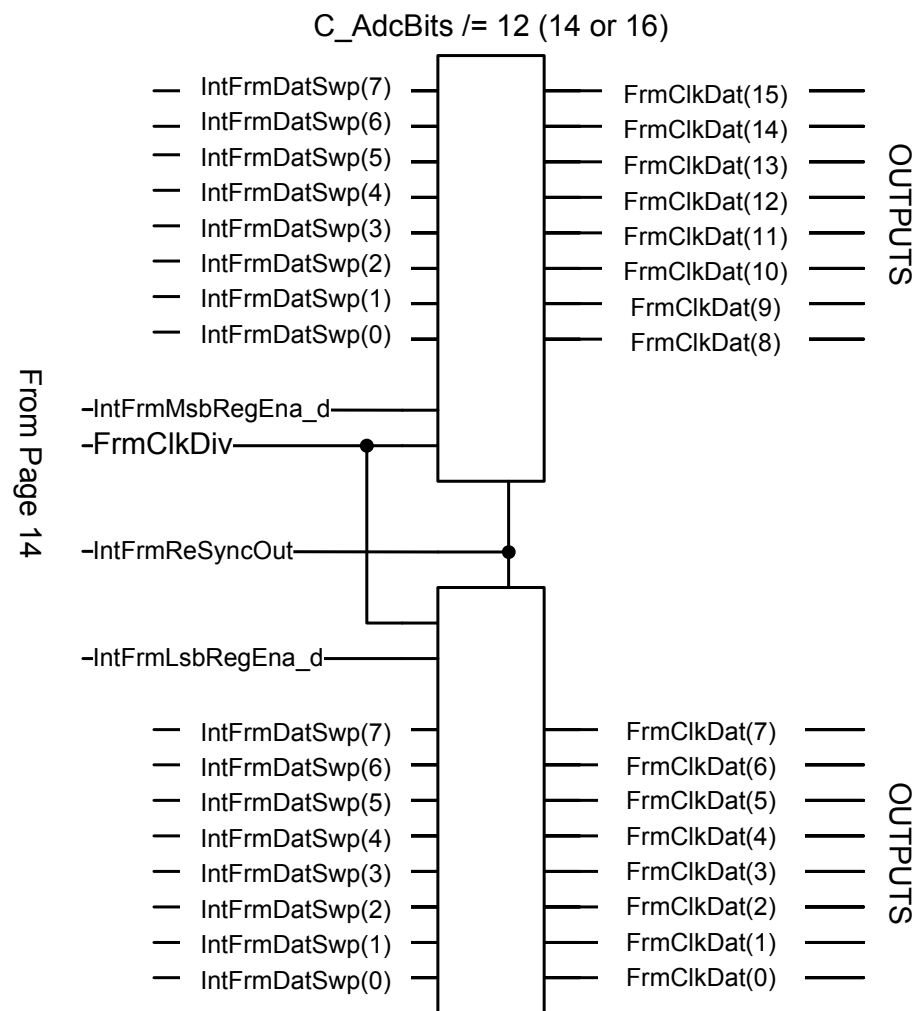 C_AdcBits /= 12 (14 or 16)
IntFrmDatSwp(7) FrmClkDat(15)
IntFrmDatSwp(6) FrmClkDat(14)
IntFrmDatSwp(5) FrmClkDat(13)
IntFrmDatSwp(4) FrmClkDat(12)
IntFrmDatSwp(3) FrmClkDat(11)
IntFrmDatSwp(2) FrmClkDat(10)
IntFrmDatSwp(1) FrmClkDat(9)
IntFrmDatSwp(0) FrmClkDat(8)
OUTPUTS
From Page 14
IntFrmMsbRegEna_d
FrmClkDiv
IntFrmReSyncOut
IntFrmLsbRegEna_d
IntFrmDatSwp(7) FrmClkDat(7)
IntFrmDatSwp(6) FrmClkDat(6)
IntFrmDatSwp(5) FrmClkDat(5)
IntFrmDatSwp(4) FrmClkDat(4)
IntFrmDatSwp(3) FrmClkDat(3)
IntFrmDatSwp(2) FrmClkDat(2)
IntFrmDatSwp(1) FrmClkDat(1)
IntFrmDatSwp(0) FrmClkDat(0)
OUTPUTS